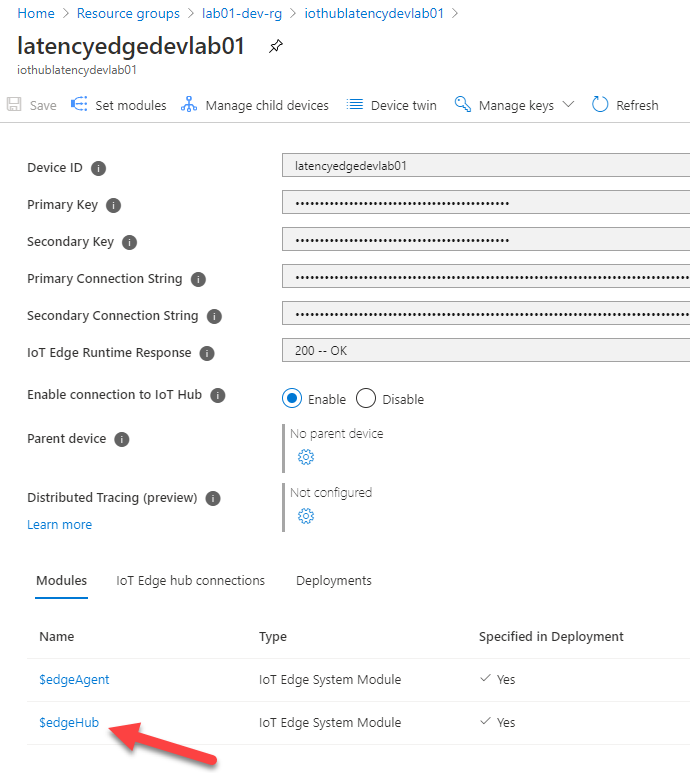 Home > Resource groups > lab01-dev-rg > iothublatencydevlab01 >
latencyedgedevlab01
iothublatencydevlab01
Save Set modules Manage child devices Device twin Manage keys Refresh
Device ID latencyedgedevlab01
Primary Key
Secondary Key
Primary Connection String
Secondary Connection String
IoT Edge Runtime Response 200 -- OK
Enable connection to IoT Hub Enable Disable
Parent device No parent device
Distributed Tracing (preview) Not configured
Learn more
Modules IoT Edge hub connections Deployments
Name Type Specified in Deployment
$edgeAgent IoT Edge System Module Yes
$edgeHub IoT Edge System Module Yes